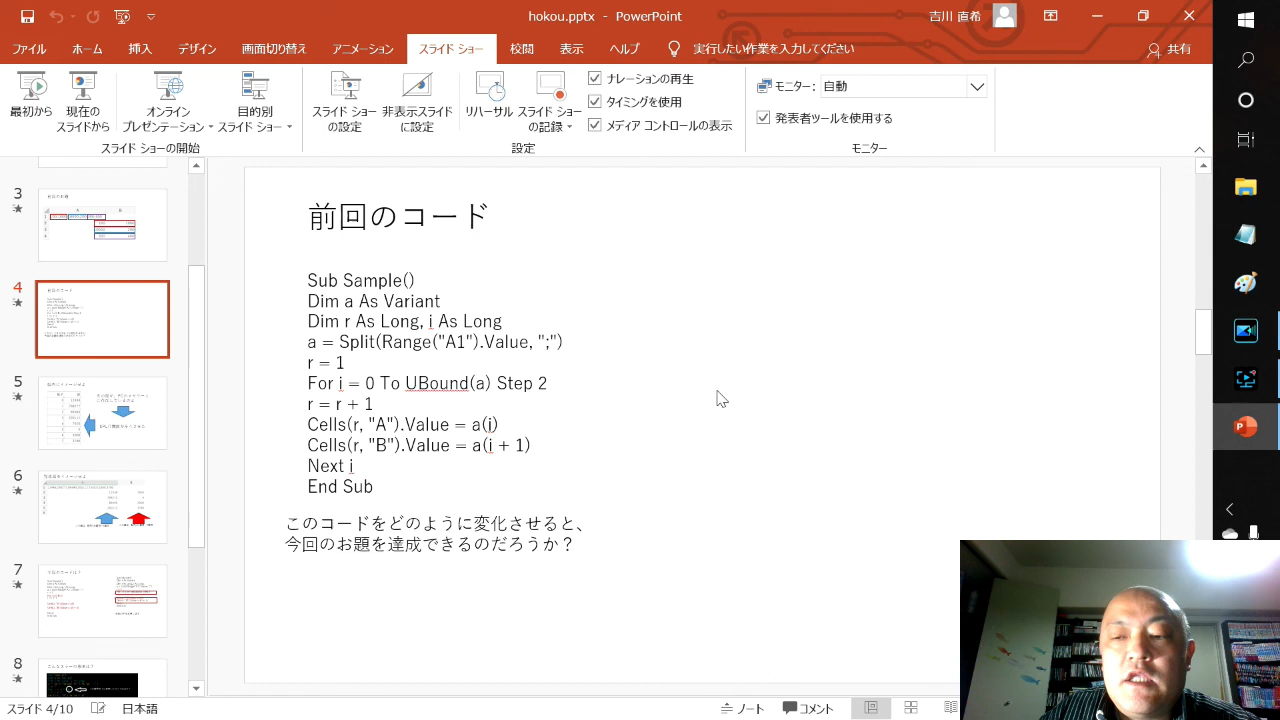 hokou.pptx - PowerPoint
吉川 直希
ファイル
ホーム
挿入
デザイン
画面切り替え
アニメーション
スライド ショー
校閲
表示
ヘルプ
実行したい作業を入力してください
共有
最初から
現在の
スライドから
オンライン
プレゼンテーション
目的別
スライド ショー
スライド ショーの開始
スライド ショー
の設定
非表示スライド
に設定
リハーサル
スライド ショー
の記録
ナレーションの再生
タイミングを使用
メディア コントロールの表示
設定
モニター:
自動
発表者ツールを使用する
モニター
3
4
5
6
7
8
前回のコード
Sub Sample()
Dim a As Variant
Dim r As Long, i As Long
a = Split(Range("A1").Value, ";")
r = 1
For i = 0 To UBound(a) Step 2
r = r + 1
Cells(r, "A").Value = a(i)
Cells(r, "B").Value = a(i + 1)
Next i
End Sub
このコードをどのように変化させると、
今回のお題を達成できるのだろうか？
スライド 4/10
日本語
ノート
コメント